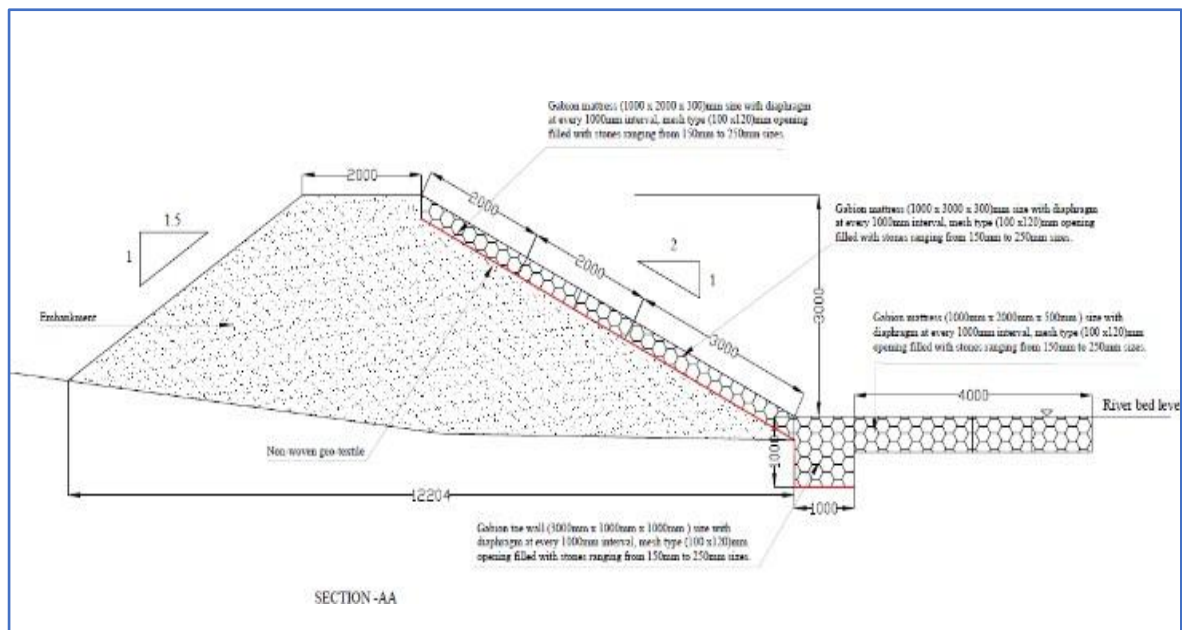 Gabion mattress (1000 x 2000 x 300)mm size with diaphragm
at every 1000mm interval, mesh type (100 x120)mm opening
filled with stones ranging from 150mm to 250mm sizes.
2000
2000
Gabion mattress (1000 x 3000 x 300)mm size with diaphragm
at every 1000mm interval, mesh type (100 x120)mm opening
filled with stones ranging from 150mm to 250mm sizes.
1.5
1
2
1
2000
3000
3000
Embankment
Gabion mattress (1000mm x 2000mm x 500mm ) size with
diaphragm at every 1000mm interval, mesh type (100 x120)mm
opening filled with stones ranging from 150mm to 250mm sizes.
4000
River bed leve
Non woven geo-textile
1000
12204
1000
Gabion toe wall (3000mm x 1000mm x 1000mm ) size with
diaphragm at every 1000mm interval, mesh type (100 x120)mm
opening filled with stones ranging from 150mm to 250mm sizes.
SECTION -AA